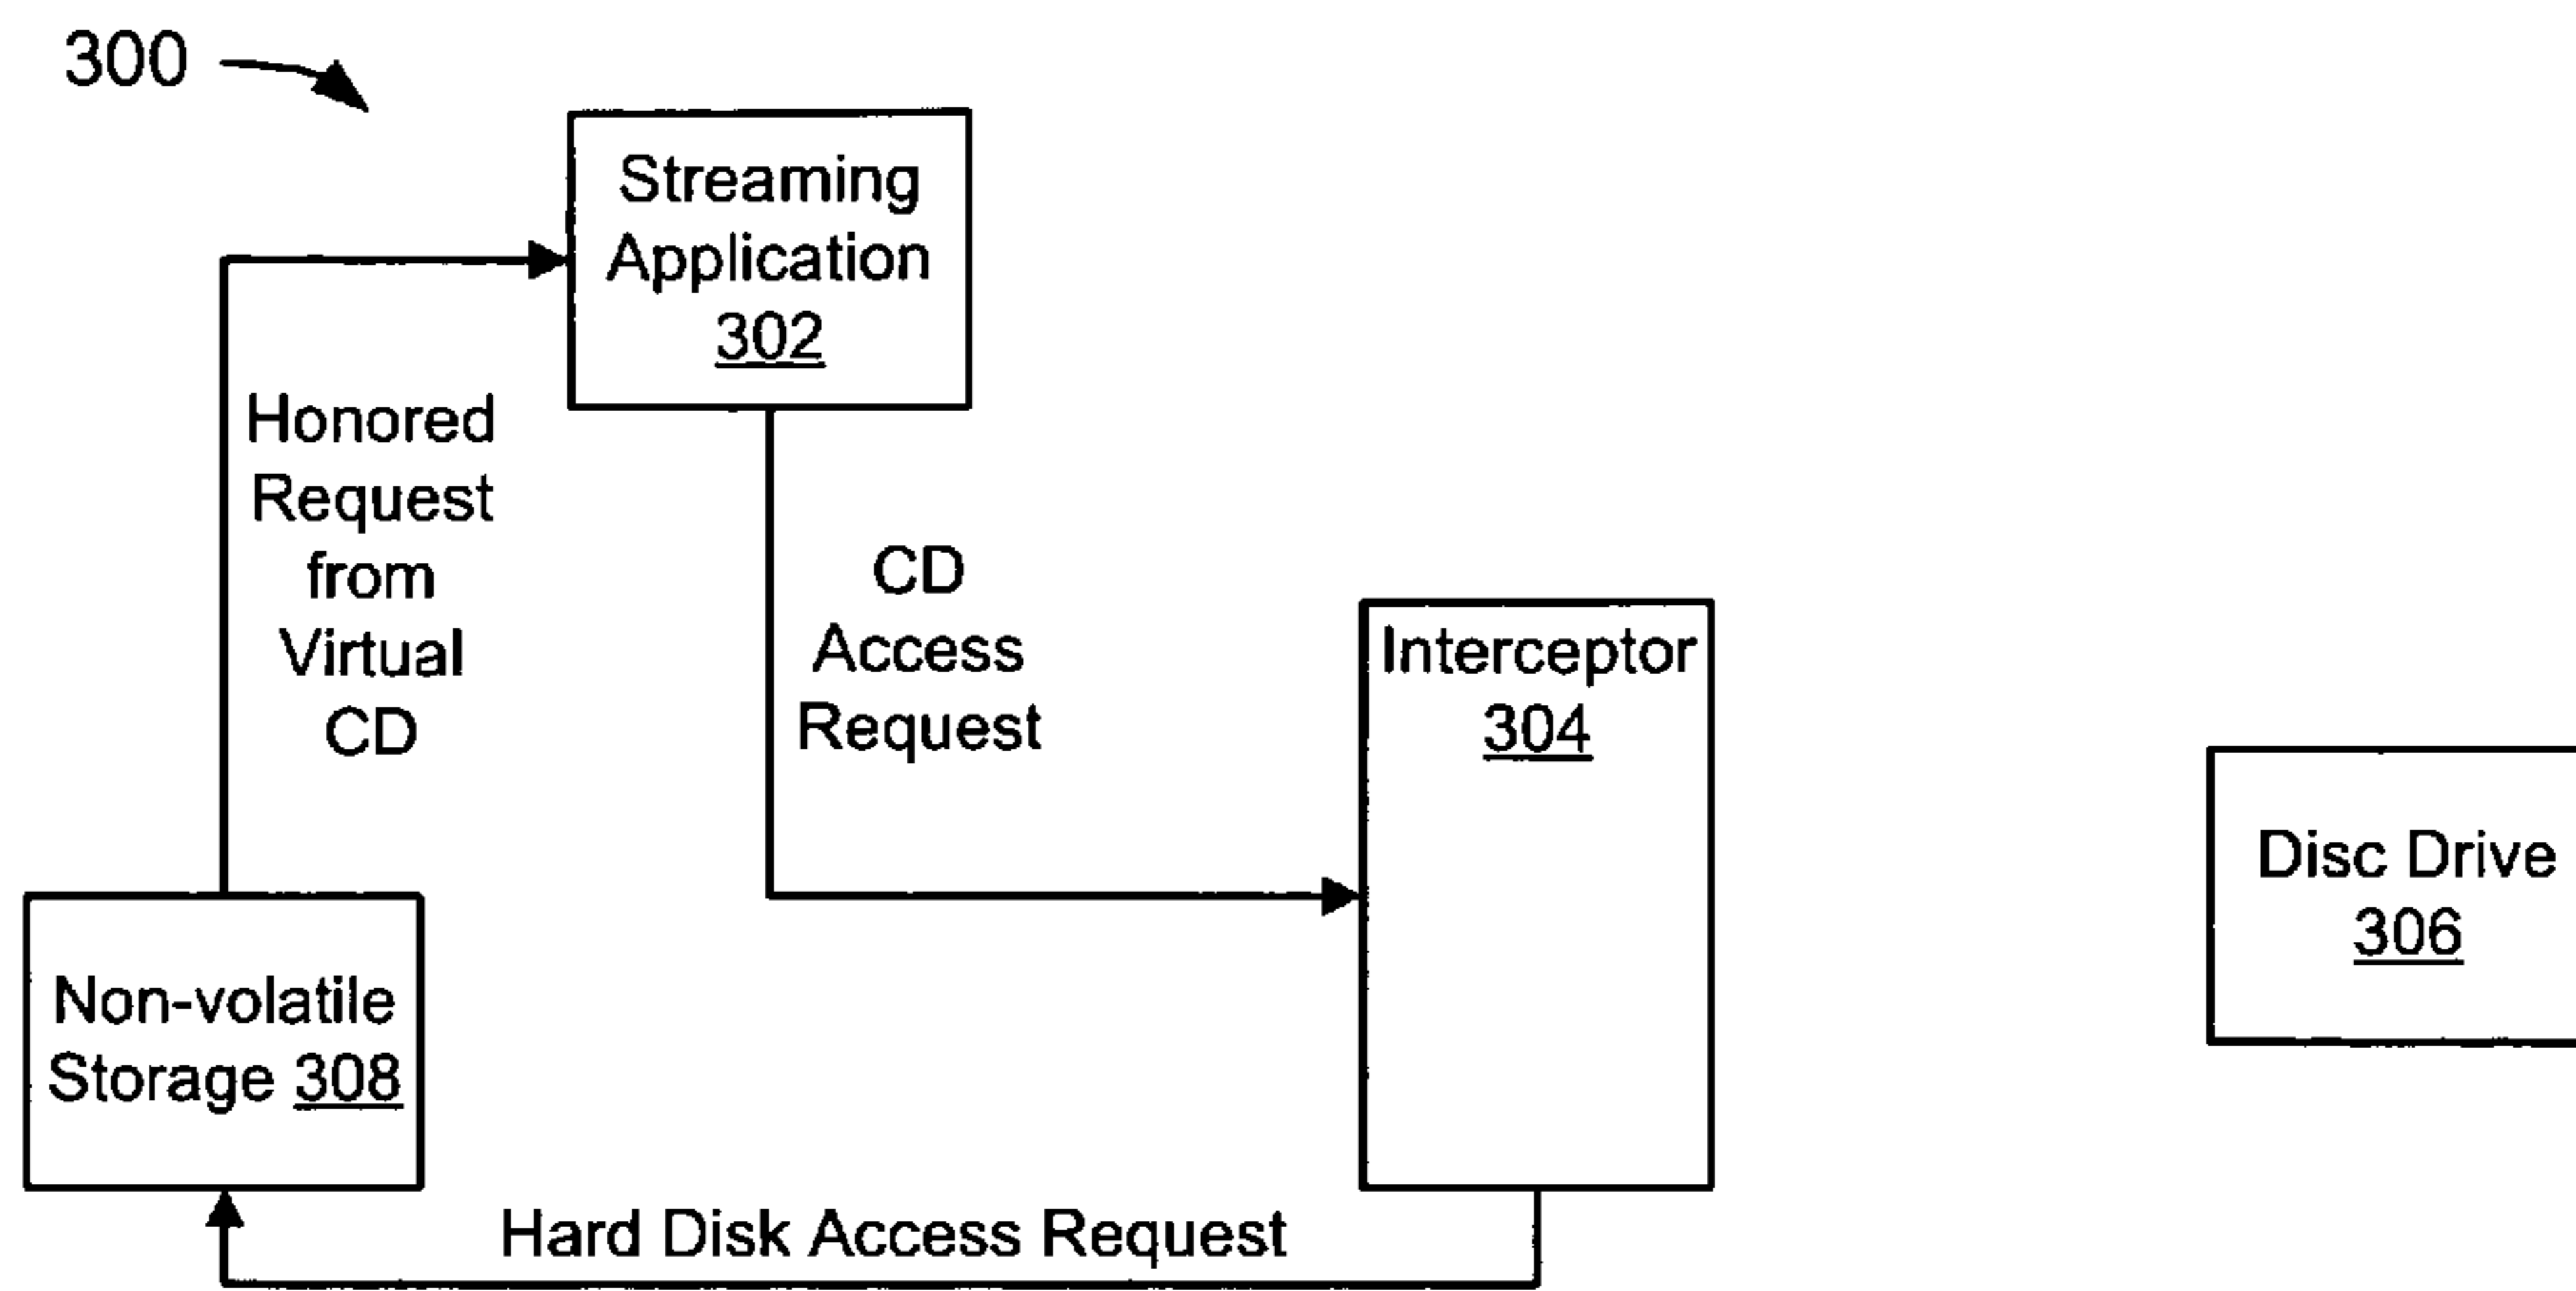 300
Streaming
Application
302
Honored
Request
from
Virtual
CD
CD
Access
Request
Interceptor
304
Disc Drive
306
Non-volatile
Storage 308
Hard Disk Access Request